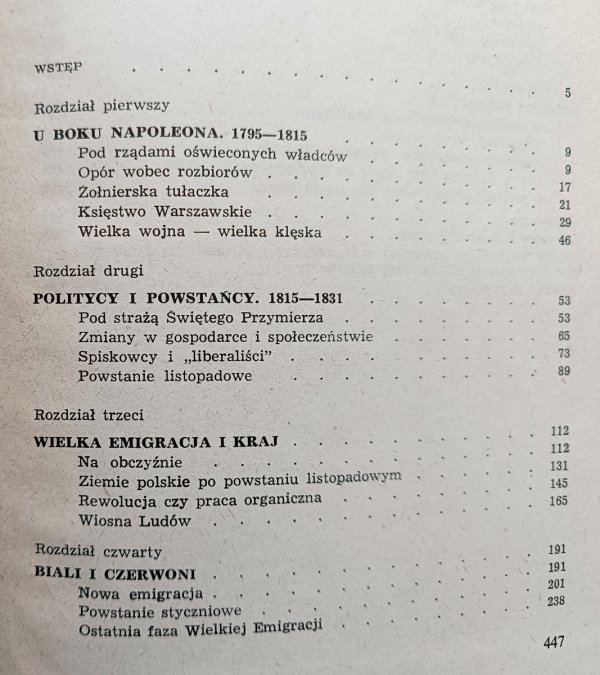 WSTĘP . . . . . . . . . . . . . . 5
Rozdział pierwszy
U BOKU NAPOLEONA. 1795—1815 . . . . . . . . 9
Pod rządami oświeconych władców . . . . . . . 9
Opór wobec rozbiorów . . . . . . . . . . 17
Żołnierska tułaczka . . . . . . . . . . 21
Księstwo Warszawskie . . . . . . . . . . 29
Wielka wojna — wielka klęska . . . . . . . . 46
Rozdział drugi
POLITYCY I POWSTAŃCY. 1815—1831 . . . . . . . 53
Pod strażą Świętego Przymierza . . . . . . . . 53
Zmiany w gospodarce i społeczeństwie . . . . . . 65
Spiskowcy i „liberaliści” . . . . . . . . . 73
Powstanie listopadowe . . . . . . . . . . 89
Rozdział trzeci
WIELKA EMIGRACJA I KRAJ . . . . . . . . . 112
Na obczyźnie . . . . . . . . . . . . 112
Ziemie polskie po powstaniu listopadowym . . . . . 131
Rewolucja czy praca organiczna . . . . . . . . 145
Wiosna Ludów . . . . . . . . . . . . 165
Rozdział czwarty
BIALI I CZERWONI . . . . . . . . . . . 191
Nowa emigracja . . . . . . . . . . . . 191
Powstanie styczniowe . . . . . . . . . . 201
Ostatnia faza Wielkiej Emigracji . . . . . . . 238
447